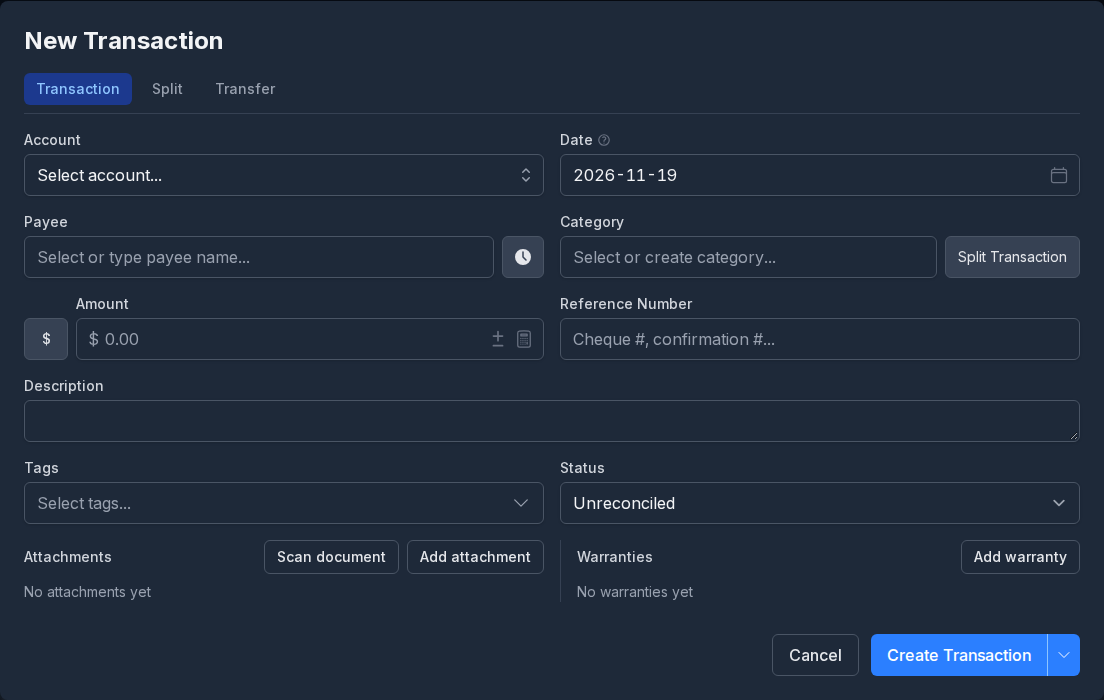 New Transaction
Transaction Split Transfer
Account
Select account...
Date
2026-11-19
Payee
Select or type payee name...
Category
Select or create category...
Split Transaction
Amount
$
$ 0.00
Reference Number
Cheque #, confirmation #...
Description
Tags
Select tags...
Status
Unreconciled
Attachments
Scan document
Add attachment
No attachments yet
Warranties
Add warranty
No warranties yet
Cancel
Create Transaction